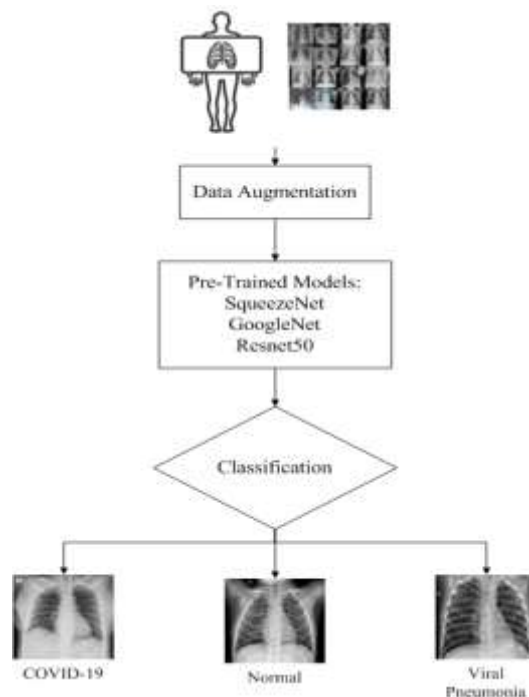 Data Augmentation
Pre-Trained Models:
SqueezeNet
GoogleNet
Resnet50
Classification
COVID-19
Normal
Viral
Pneumonia